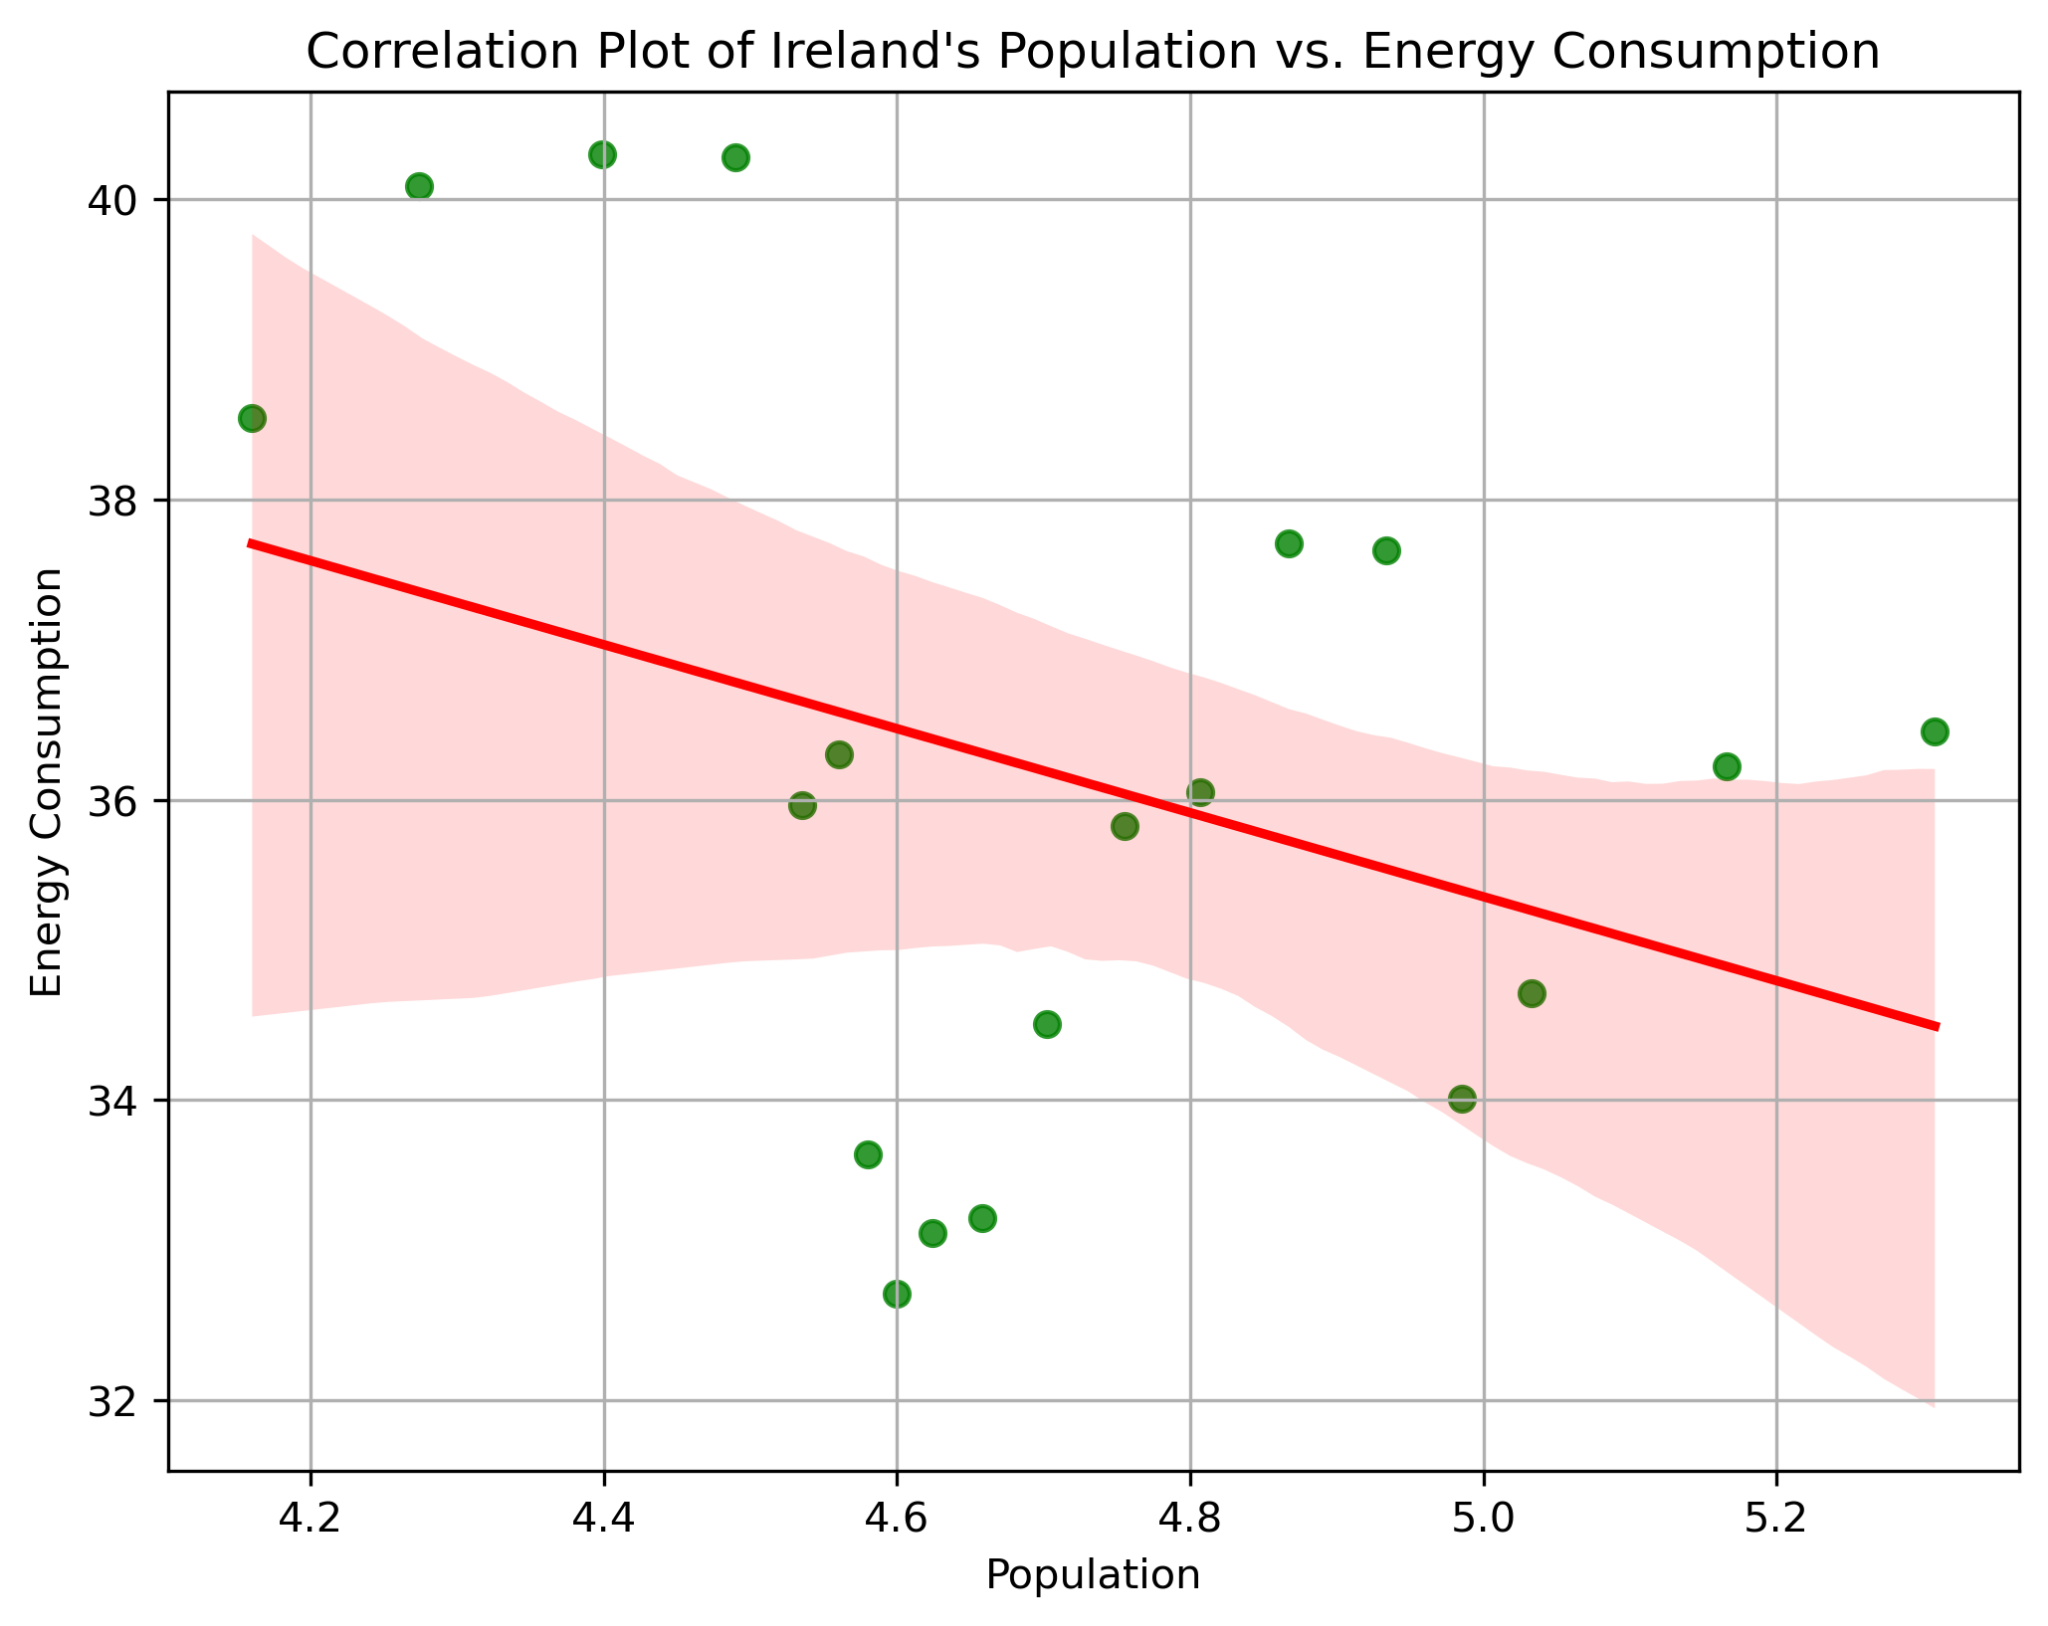 Correlation Plot of Ireland's Population vs. Energy Consumption
40
38
36
34
32
Energy Consumption
4.2 4.4 4.6 4.8 5.0 5.2
Population